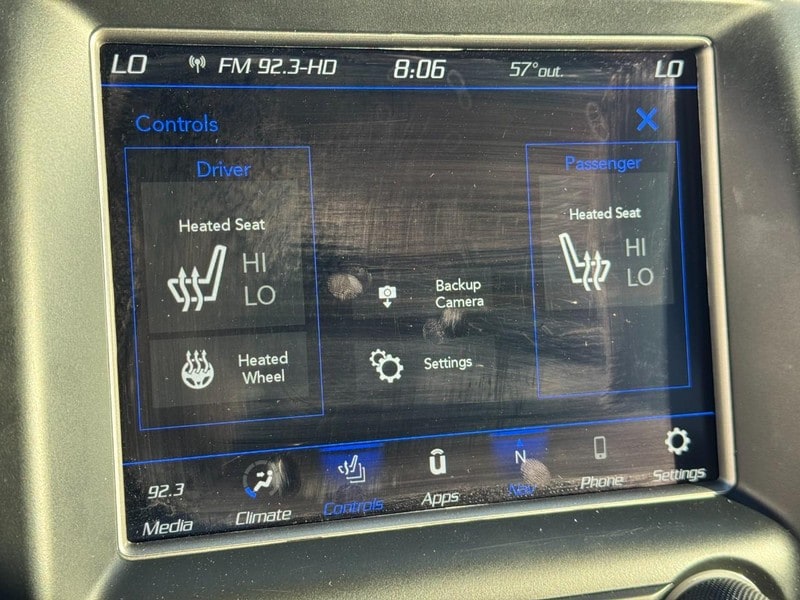 LO FM 92.3-HD 8:06 57°out. LO
Controls X
Driver
Heated Seat
HI
LO
Heated
Wheel
Backup
Camera
Settings
Passenger
Heated Seat
HI
LO
92.3
Media
Climate
Controls
Apps
N
Nav
Phone
Settings